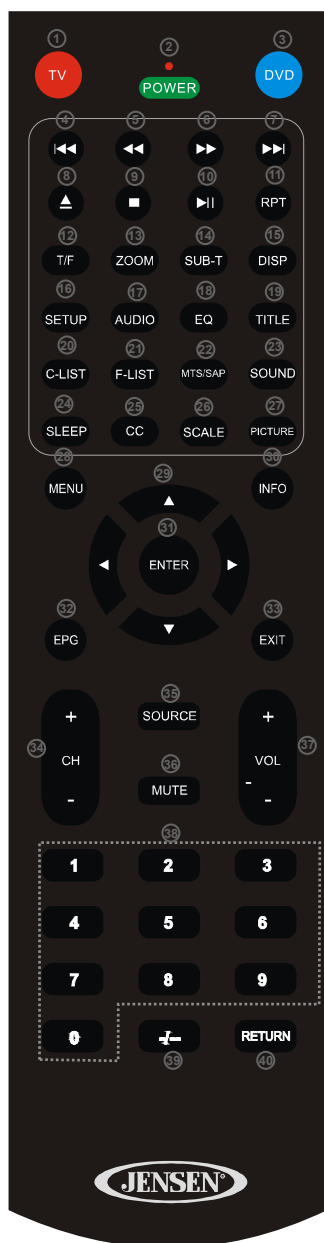 1 2 3
TV POWER DVD
4 5 6 7
8 9 10 11
RPT
12 13 14 15
T/F ZOOM SUB-T DISP
16 17 18 19
SETUP AUDIO EQ TITLE
20 21 22 23
C-LIST F-LIST MTS/SAP SOUND
24 25 26 27
SLEEP CC SCALE PICTURE
28 29 30
MENU INFO
31
ENTER
32 33
EPG EXIT
35
+ SOURCE +
34 CH VOL 37
36
- MUTE - -
38
1 2 3
4 5 6
7 8 9
0 -/-- RETURN
39 40
JENSEN®